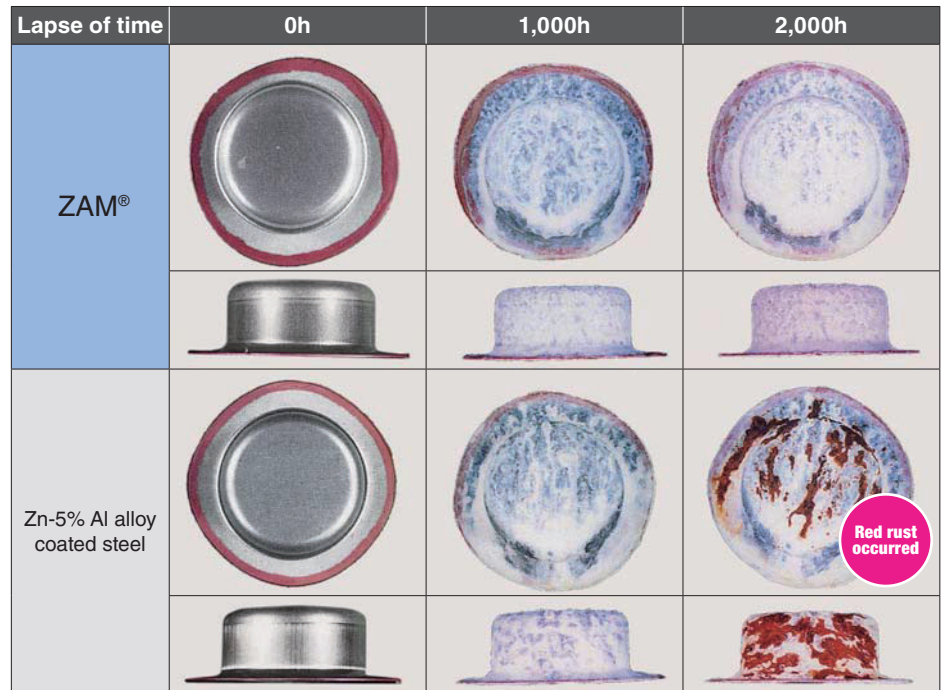 Lapse of time
0h
1,000h
2,000h
ZAM®
Zn-5% Al alloy
coated steel
Red rust
occurred